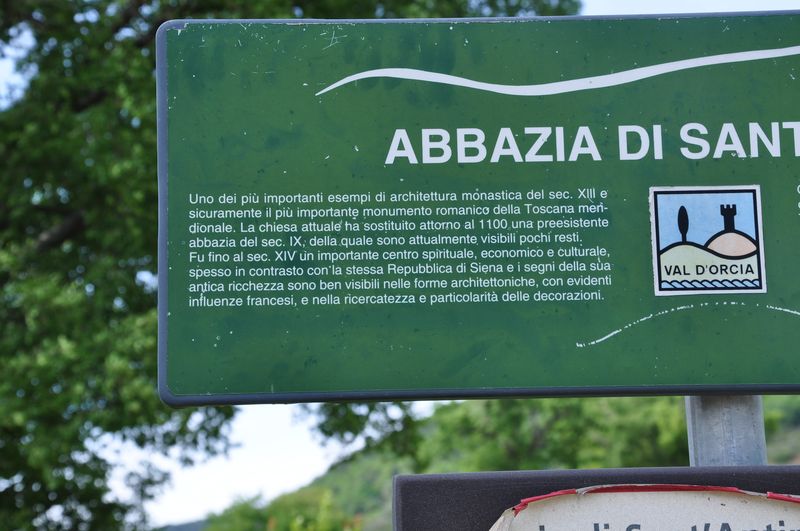 ABBAZIA DI SANT
Uno dei più importanti esempi di architettura monastica del sec. XIII e
sicuramente il più importante monumento romanico della Toscana meri-
dionale. La chiesa attuale ha sostituito attorno al 1100 una preesistente
abbazia del sec. IX, della quale sono attualmente visibili pochi resti.
Fu fino al sec. XIV un importante centro spirituale, economico e culturale,
spesso in contrasto con la stessa Repubblica di Siena e i segni della sua
antica ricchezza sono ben visibili nelle forme architettoniche, con evidenti
influenze francesi, e nella ricercatezza e particolarità delle decorazioni.
VAL D'ORCIA